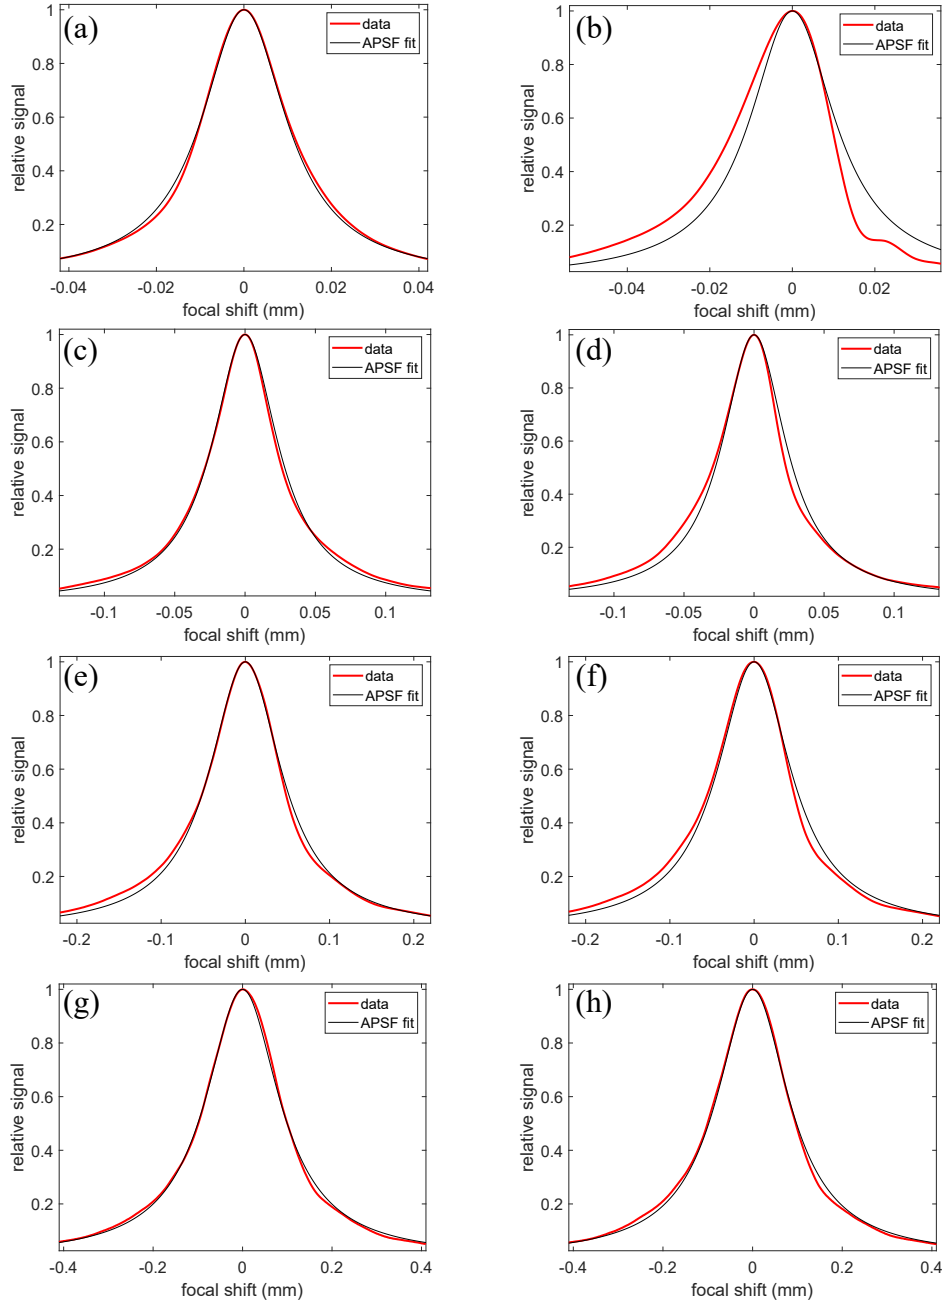 (a)
data
APSF fit
1
0.8
0.6
0.4
0.2
relative signal
-0.04
-0.02
0
0.02
0.04
focal shift (mm)
(b)
data
APSF fit
1
0.8
0.6
0.4
0.2
relative signal
-0.04
-0.02
0
0.02
focal shift (mm)
(c)
data
APSF fit
1
0.8
0.6
0.4
0.2
relative signal
-0.1
-0.05
0
0.05
0.1
focal shift (mm)
(d)
data
APSF fit
1
0.8
0.6
0.4
0.2
relative signal
-0.1
-0.05
0
0.05
0.1
focal shift (mm)
(e)
data
APSF fit
1
0.8
0.6
0.4
0.2
relative signal
-0.2
-0.1
0
0.1
0.2
focal shift (mm)
(f)
data
APSF fit
1
0.8
0.6
0.4
0.2
relative signal
-0.2
-0.1
0
0.1
0.2
focal shift (mm)
(g)
data
APSF fit
1
0.8
0.6
0.4
0.2
relative signal
-0.4
-0.2
0
0.2
0.4
focal shift (mm)
(h)
data
APSF fit
1
0.8
0.6
0.4
0.2
relative signal
-0.4
-0.2
0
0.2
0.4
focal shift (mm)